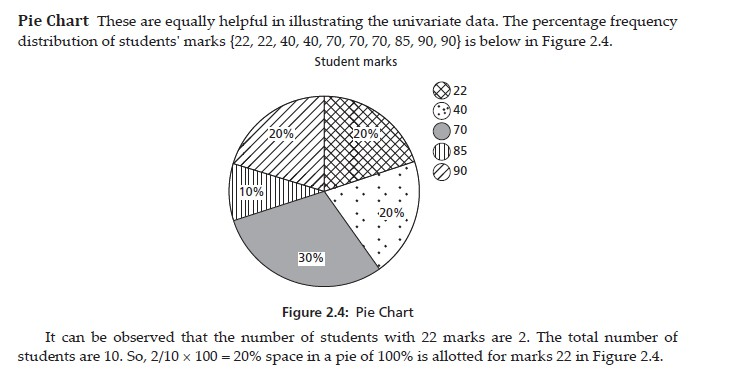 Pie Chart These are equally helpful in illustrating the univariate data. The percentage frequency
distribution of students' marks {22, 22, 40, 40, 70, 70, 70, 85, 90, 90} is below in Figure 2.4.
Student marks
22
40
70
85
90
20%
20%
10%
20%
30%
Figure 2.4: Pie Chart
It can be observed that the number of students with 22 marks are 2. The total number of
students are 10. So, 2/10 × 100 = 20% space in a pie of 100% is allotted for marks 22 in Figure 2.4.